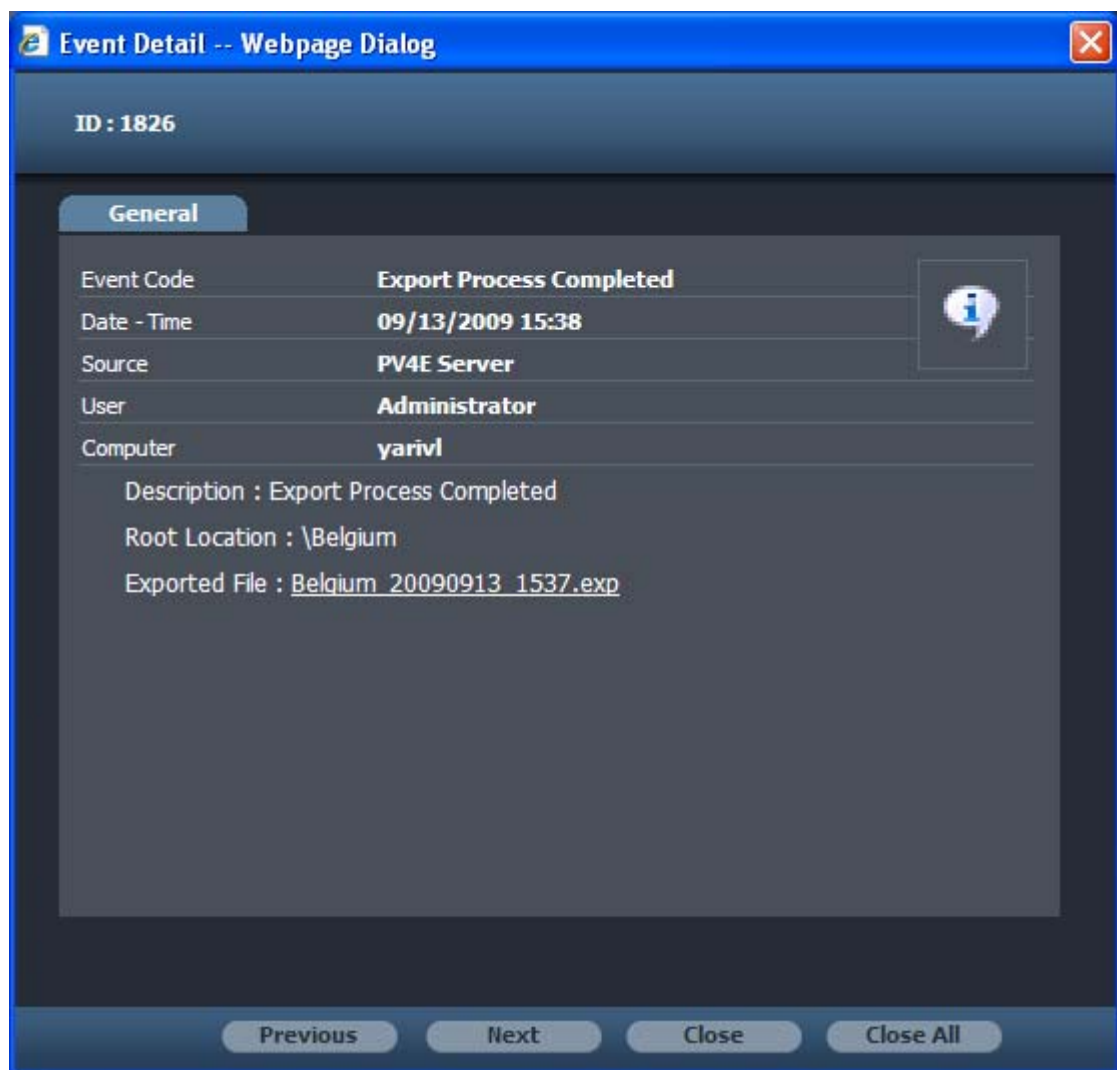 Event Detail -- Webpage Dialog
ID : 1826
General
Event Code Export Process Completed
Date - Time 09/13/2009 15:38
Source PV4E Server
User Administrator
Computer yarivl
Description : Export Process Completed
Root Location : \Belgium
Exported File : Belgium_20090913_1537.exp
Previous Next Close Close All